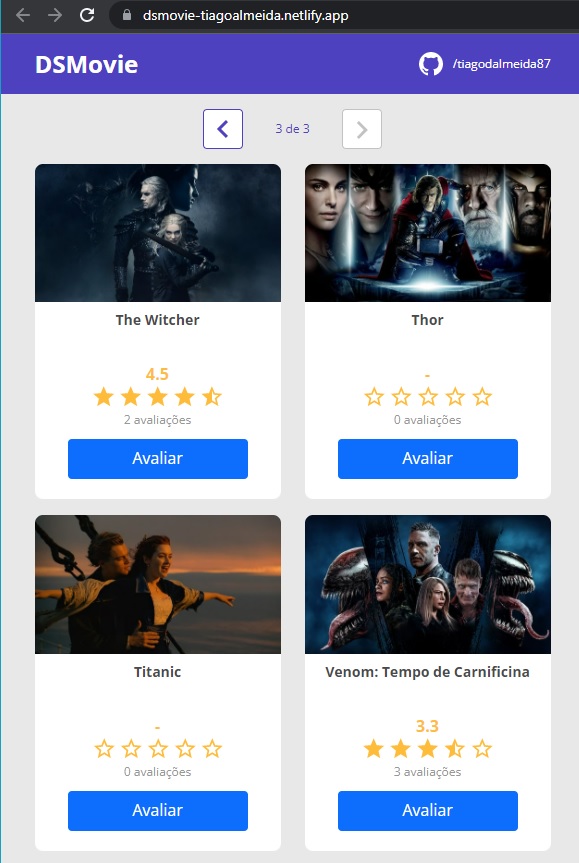 dsmovie-tiagoalmeida.netlify.app
DSMovie
/tiagodalmeida87
3 de 3
The Witcher
4.5
2 avaliações
Avaliar
Thor
-
0 avaliações
Avaliar
Titanic
-
0 avaliações
Avaliar
Venom: Tempo de Carnificina
3.3
3 avaliações
Avaliar